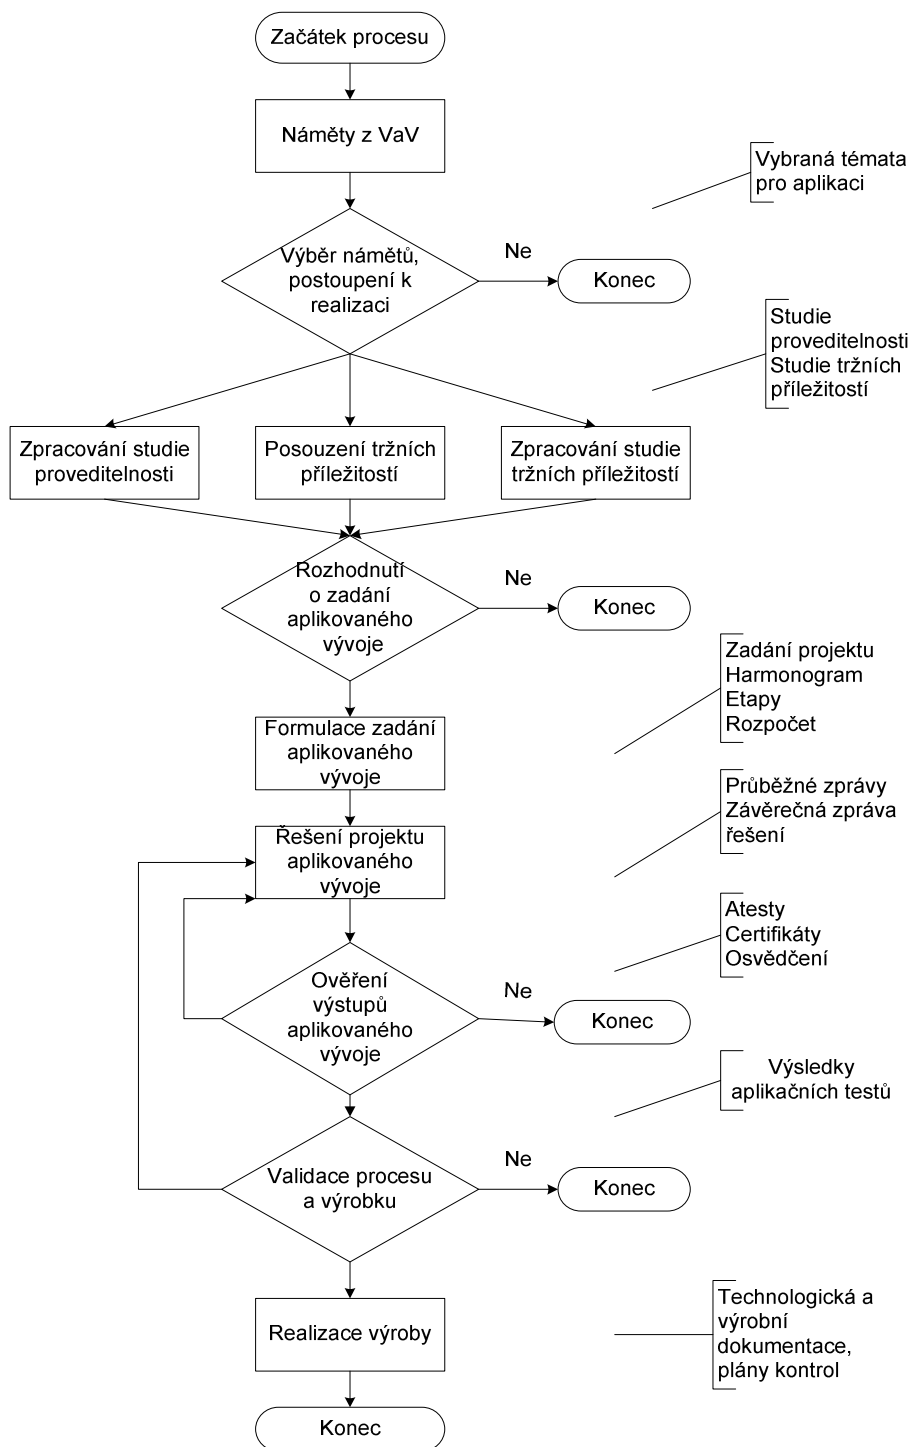 Začátek procesu
Náměty z VaV
Vybraná témata
pro aplikaci
Výběr námětů,
postoupení k
realizaci
Ne
Konec
Studie
proveditelnosti
Studie tržních
příležitostí
Zpracování studie
proveditelnosti
Posouzení tržních
příležitostí
Zpracování studie
tržních příležitostí
Rozhodnutí
o zadání
aplikovaného
vývoje
Ne
Konec
Zadání projektu
Harmonogram
Etapy
Rozpočet
Formulace zadání
aplikovaného
vývoje
Průběžné zprávy
Závěrečná zpráva
řešení
Řešení projektu
aplikovaného
vývoje
Atesty
Certifikáty
Osvědčení
Ověření
výstupů
aplikovaného
vývoje
Ne
Konec
Výsledky
aplikačních testů
Validace procesu
a výrobku
Ne
Konec
Technologická a
výrobní
dokumentace,
plány kontrol
Realizace výroby
Konec